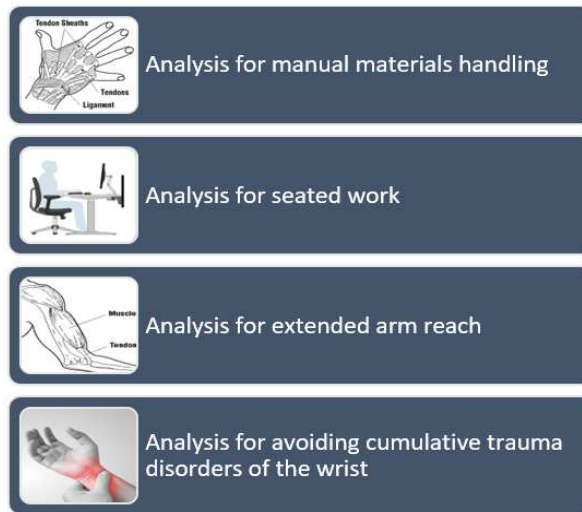 Tendon Sheaths
Tendons
Ligament
Analysis for manual materials handling
Analysis for seated work
Muscle
Tendon
Analysis for extended arm reach
Analysis for avoiding cumulative trauma
disorders of the wrist